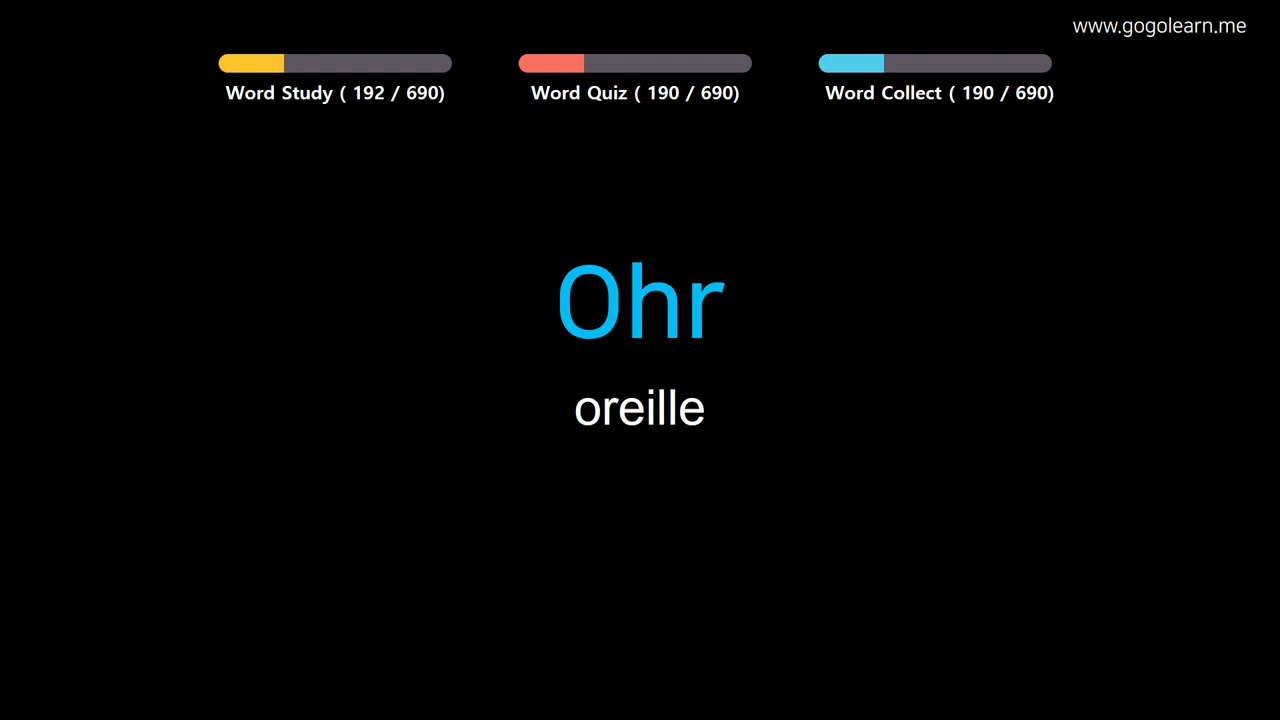 www.gogolearn.me
Word Study ( 192 / 690)
Word Quiz ( 190 / 690)
Word Collect ( 190 / 690)
Ohr
oreille